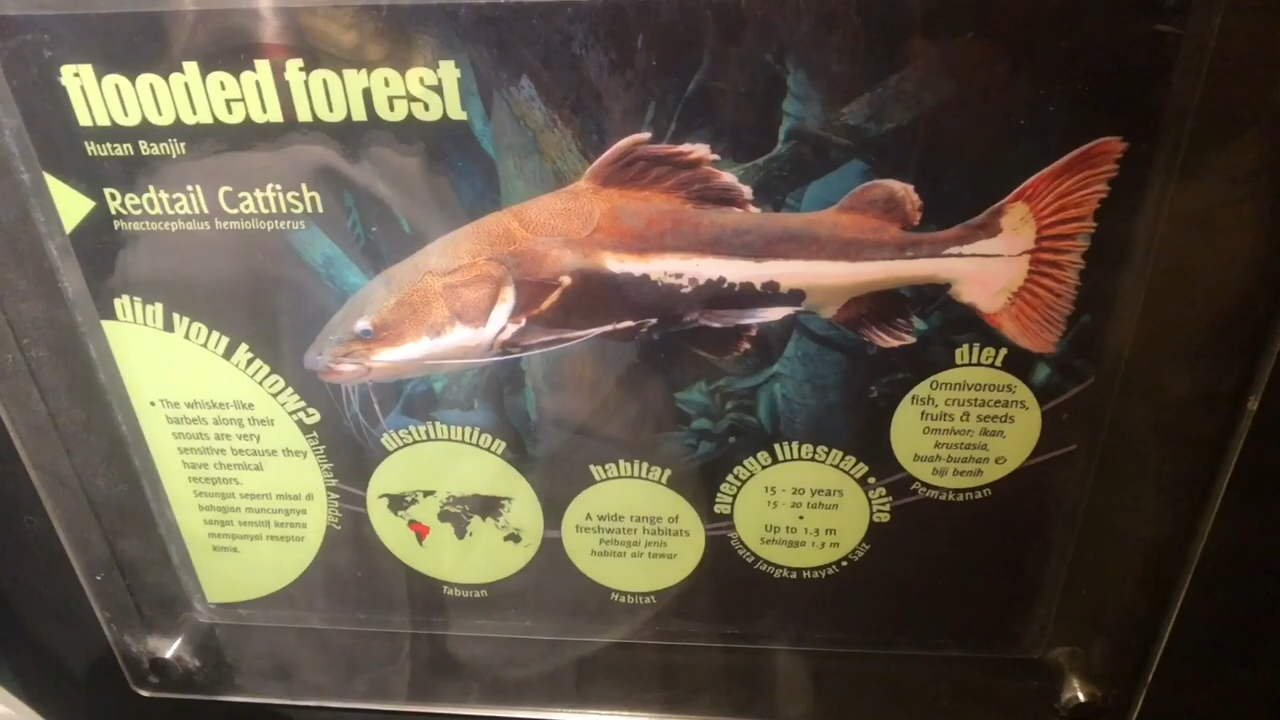 flooded forest
Hutan Banjir
Redtail Catfish
Phractocephalus hemioliopterus
did you know?
Tahukah Anda?
• The whisker-like
barbels along their
snouts are very
sensitive because they
have chemical
receptors.
Sesungut seperti misai di
bahagian muncungnya
sangat sensitif kerana
mempunyai reseptor
kimia.
distribution
Taburan
habitat
A wide range of
freshwater habitats
Pelbagai jenis
habitat air tawar
Habitat
average lifespan • size
15 - 20 years
15 - 20 tahun
•
Up to 1.3 m
Sehingga 1.3 m
Purata Jangka Hayat • Saiz
diet
Omnivorous;
fish, crustaceans,
fruits & seeds
Omnivor; ikan,
krustasia,
buah-buahan &
biji benih
Pemakanan